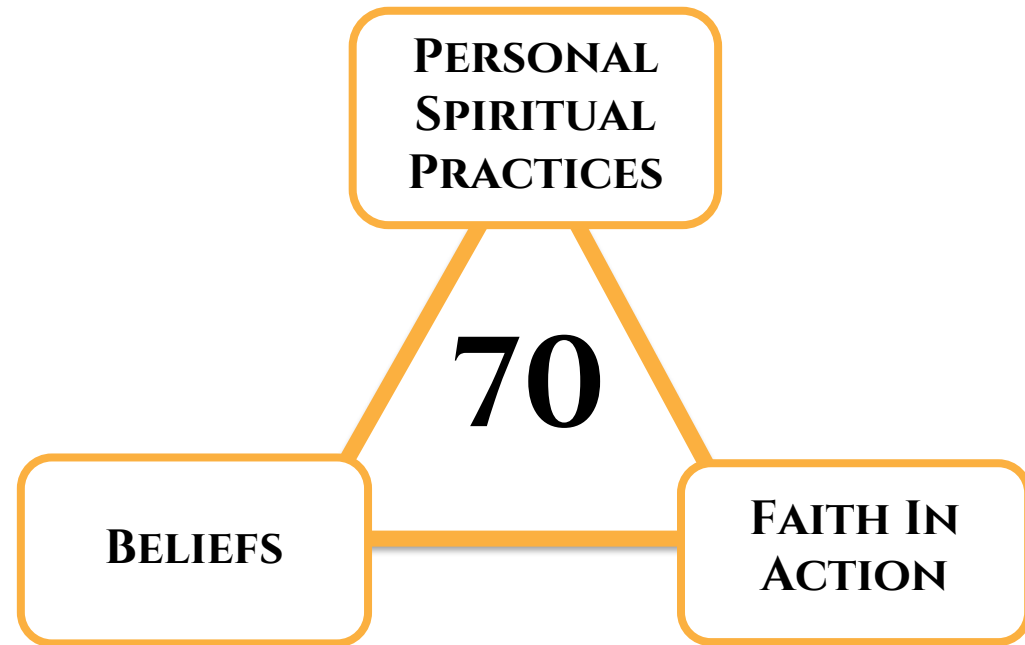 Personal
Spiritual
Practices
70
Beliefs
Faith In
Action